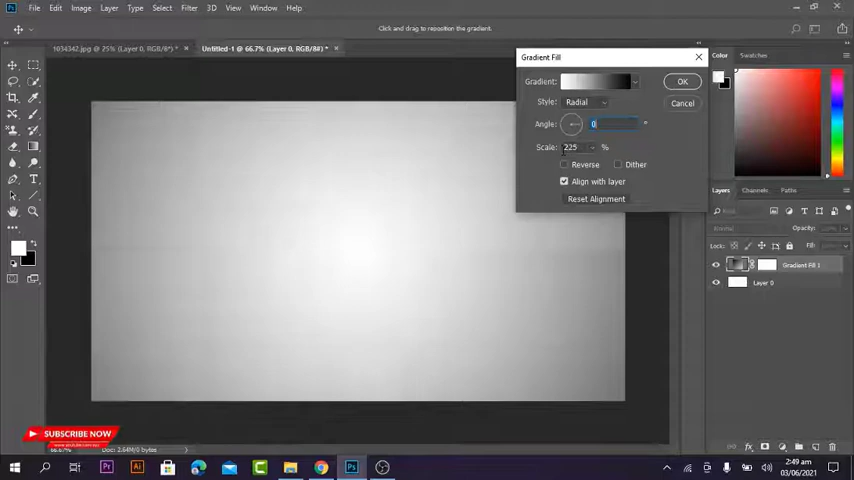 File Edit Image Layer Type Select Filter 3D View Window Help
Click and drag to reposition the gradient.
1034342.jpg @ 25% (Layer 0, RGB/8*) * × Untitled-1 @ 66.7% (Layer 0, RGB/8#) * ×
Gradient Fill
Gradient:
OK
Style: Radial
Cancel
Angle: 0 °
Scale: 225 %
Reverse Dither
Align with layer
Reset Alignment
Color Swatches
Layers Channels Paths
Normal Opacity:
Lock: Fill:
Gradient Fill 1
Layer 0
SUBSCRIBE NOW
66.67% Doc: 2.64M/0 bytes
2:49 am
03/06/2021